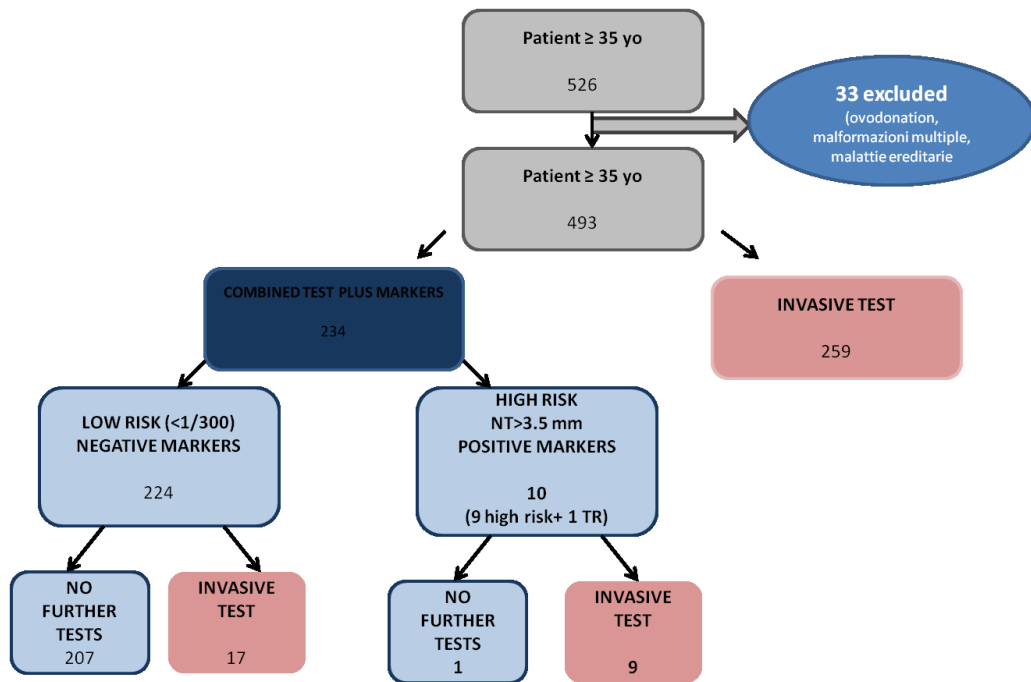 Patient ≥ 35 yo
526
33 excluded
(ovodonation,
malformazioni multiple,
malattie ereditarie
Patient ≥ 35 yo
493
COMBINED TEST PLUS MARKERS
234
INVASIVE TEST
259
LOW RISK (<1/300)
NEGATIVE MARKERS
224
HIGH RISK
NT>3.5 mm
POSITIVE MARKERS
10
(9 high risk+ 1 TR)
NO
FURTHER
TESTS
207
INVASIVE
TEST
17
NO
FURTHER
TESTS
1
INVASIVE
TEST
9